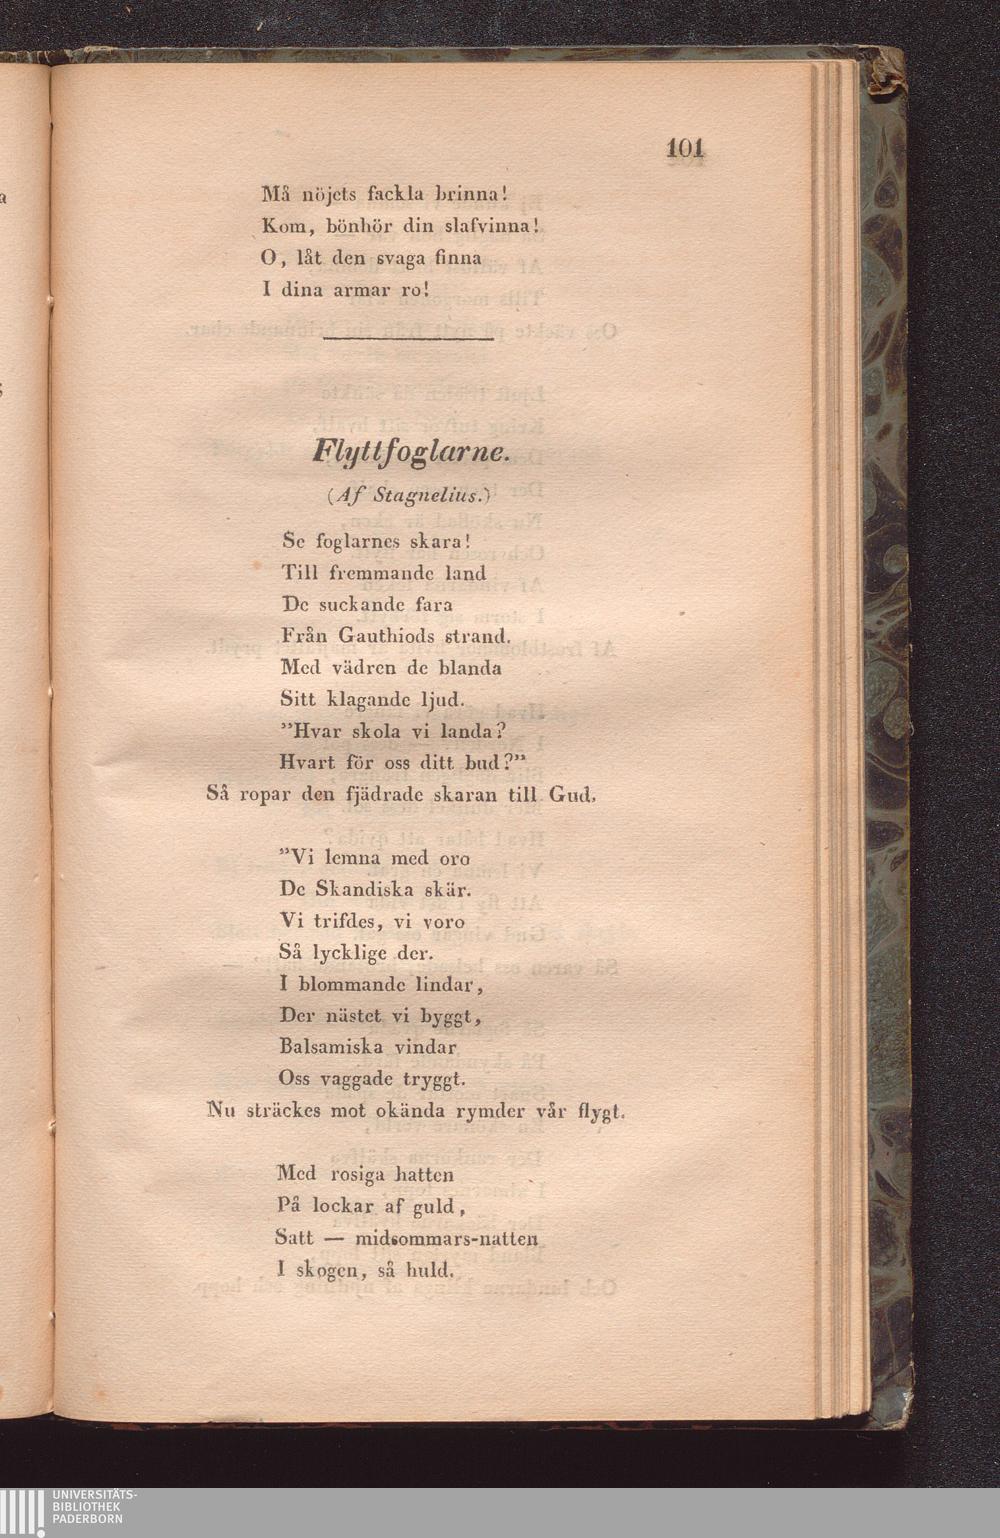 101
Må nöjets fackla brinna!
Kom, bönhör din slafvinna!
O, låt den svaga finna
I dina armar ro!
Flyttfoglarne.
(Af Stagnelius.)
Se foglarnes skara!
Till fremmande land
De suckande fara
Från Gauthiods strand.
Med vädren de blanda
Sitt klagande ljud.
”Hvar skola vi landa?
Hvart för oss ditt bud?”
Så ropar den fjädrade skaran till Gud.
”Vi lemna med oro
De Skandiska skär.
Vi trifdes, vi voro
Så lycklige der.
I blommande lindar,
Der nästet vi byggt,
Balsamiska vindar
Oss vaggade tryggt.
Nu sträckes mot okända rymder vår flygt.
Med rosiga hatten
På lockar af guld,
Satt — midsommars-natten
I skogen, så huld.
UNIVERSITÄTS-
BIBLIOTHEK
PADERBORN